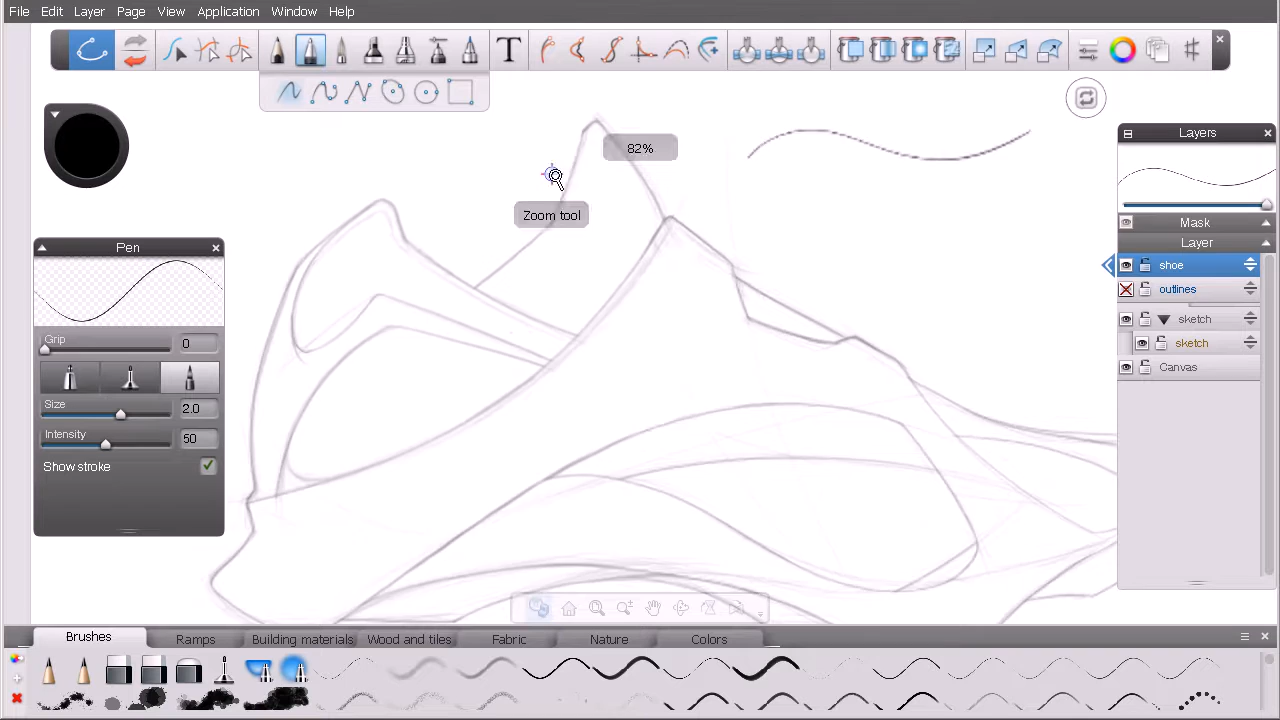 File Edit Layer Page View Application Window Help
T
82%
Zoom tool
Layers
Mask
Layer
shoe
outlines
sketch
sketch
Canvas
Pen
Grip
0
Size
2.0
Intensity
50
Show stroke
Brushes Ramps Building materials Wood and tiles Fabric Nature Colors